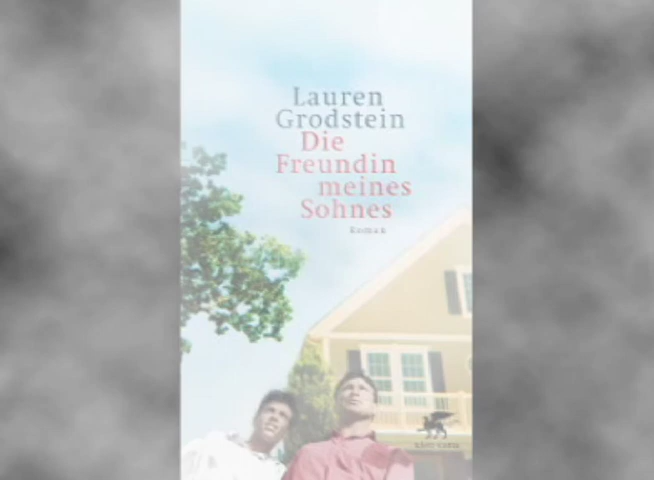 Lauren
Grodstein
Die
Freundin
meines
Sohnes
Roman